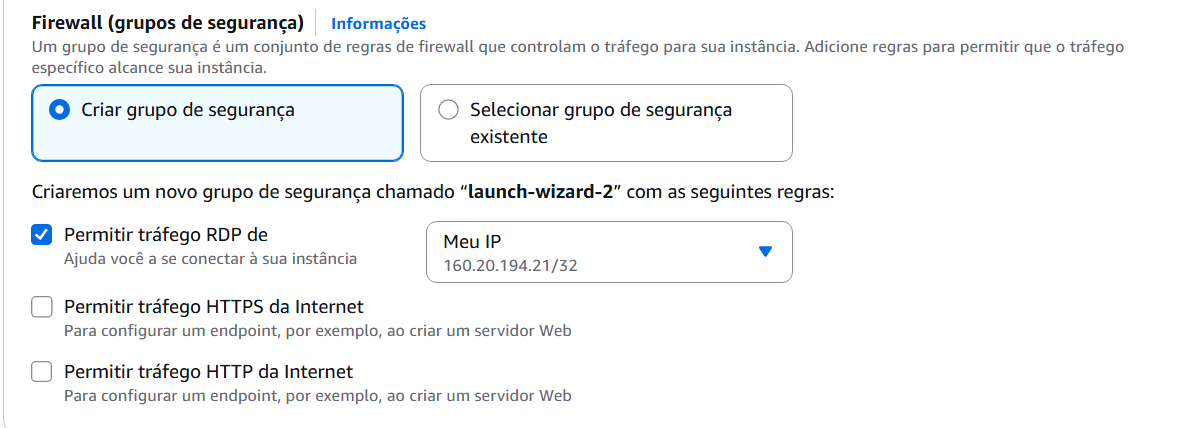 Firewall (grupos de segurança) Informações
Um grupo de segurança é um conjunto de regras de firewall que controlam o tráfego para sua instância. Adicione regras para permitir que o tráfego
específico alcance sua instância.
Criar grupo de segurança
Selecionar grupo de segurança
existente
Criaremos um novo grupo de segurança chamado “launch-wizard-2” com as seguintes regras:
Permitir tráfego RDP de
Ajuda você a se conectar à sua instância
Meu IP
160.20.194.21/32
Permitir tráfego HTTPS da Internet
Para configurar um endpoint, por exemplo, ao criar um servidor Web
Permitir tráfego HTTP da Internet
Para configurar um endpoint, por exemplo, ao criar um servidor Web